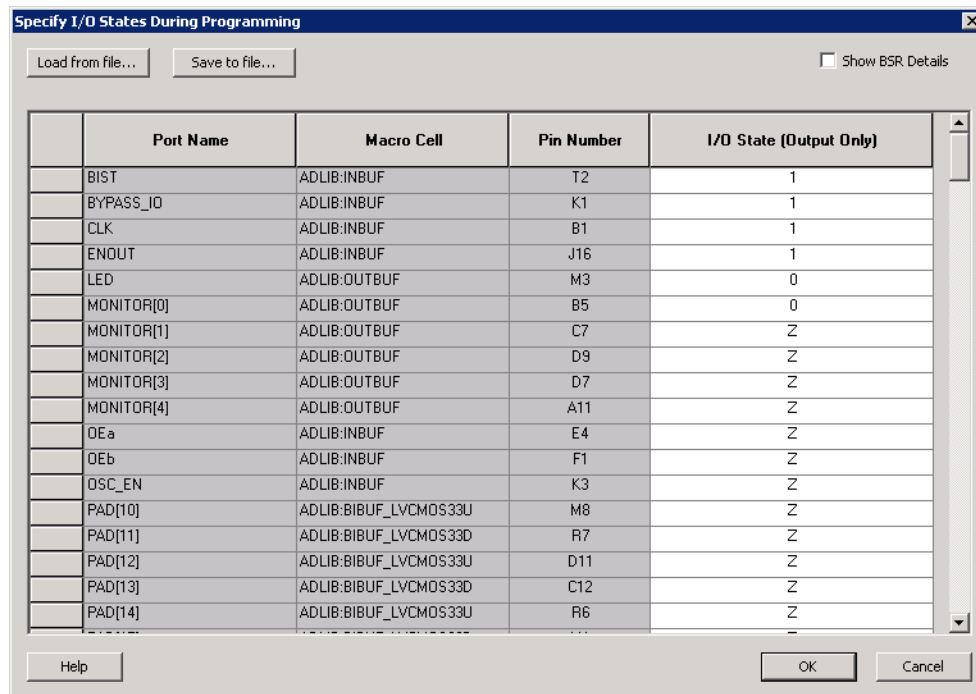 Specify I/O States During Programming
Load from file... Save to file... Show BSR Details
Port Name Macro Cell Pin Number I/O State (Output Only)
BIST ADLIB:INBUF T2 1
BYPASS_IO ADLIB:INBUF K1 1
CLK ADLIB:INBUF B1 1
ENOUT ADLIB:INBUF J16 1
LED ADLIB:OUTBUF M3 0
MONITOR[0] ADLIB:OUTBUF B5 0
MONITOR[1] ADLIB:OUTBUF C7 Z
MONITOR[2] ADLIB:OUTBUF D9 Z
MONITOR[3] ADLIB:OUTBUF D7 Z
MONITOR[4] ADLIB:OUTBUF A11 Z
OEa ADLIB:INBUF E4 Z
OEb ADLIB:INBUF F1 Z
OSC_EN ADLIB:INBUF K3 Z
PAD[10] ADLIB:BIBUF_LVCMOS33U M8 Z
PAD[11] ADLIB:BIBUF_LVCMOS33D R7 Z
PAD[12] ADLIB:BIBUF_LVCMOS33U D11 Z
PAD[13] ADLIB:BIBUF_LVCMOS33D C12 Z
PAD[14] ADLIB:BIBUF_LVCMOS33U R6 Z
Help OK Cancel